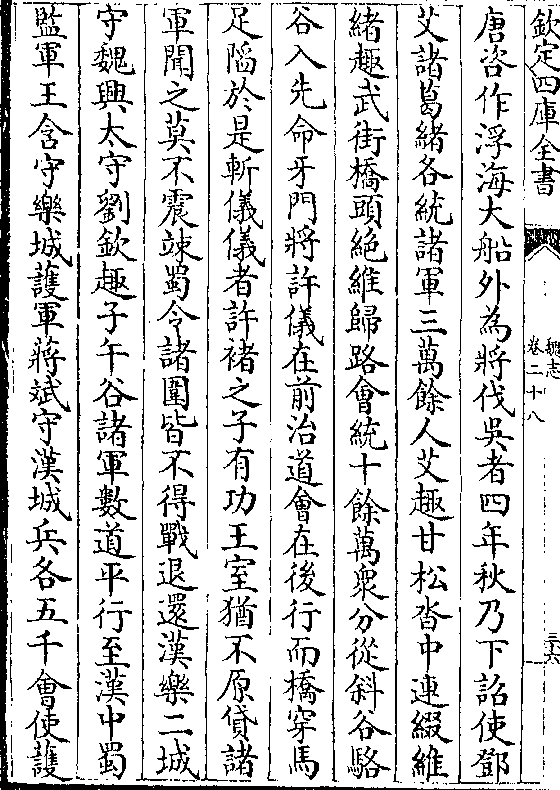 欽定四庫全書
魏志
卷二十八
三六
唐咨作浮海大船外為將伐吳者四年秋乃下詔使鄧
艾諸葛緒各統諸軍三萬餘人艾趣甘松沓中連綴維
緒趣武街橋頭絶維歸路會統十餘萬衆分從斜谷駱
谷入先命牙門將許儀在前治道會在後行而橋穿馬
足陷於是斬儀儀者許褚之子有功王室猶不原貸諸
軍聞之莫不震竦蜀令諸圍皆不得戰退還漢樂二城
守魏興太守劉欽趣子午谷諸軍數道平行至漢中蜀
監軍王含守樂城護軍蔣斌守漢城兵各五千會使護